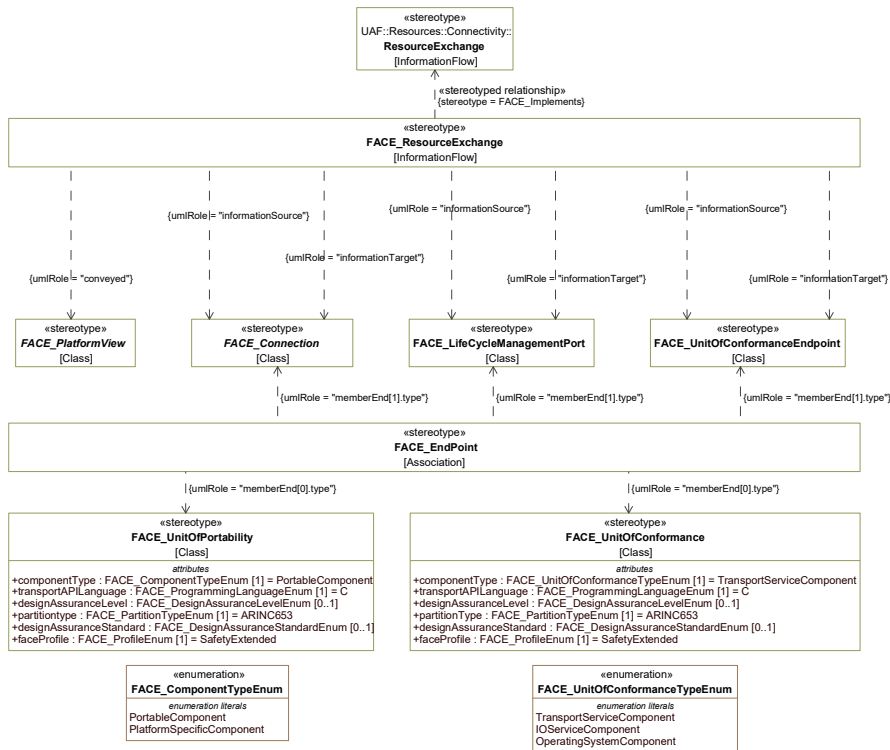 «stereotype»
UAF::Resources::Connectivity::
ResourceExchange
[InformationFlow]
«stereotyped relationship»
{stereotype = FACE_Implements}
«stereotype»
FACE_ResourceExchange
[InformationFlow]
{umlRole = "informationSource"}
{umlRole = "informationSource"}
{umlRole = "informationSource"}
{umlRole = "informationTarget"}
{umlRole = "conveyed"}
{umlRole = "informationTarget"}
{umlRole = "informationTarget"}
«stereotype»
FACE_PlatformView
[Class]
«stereotype»
FACE_Connection
[Class]
«stereotype»
FACE_LifeCycleManagementPort
[Class]
«stereotype»
FACE_UnitOfConformanceEndpoint
[Class]
{umlRole = "memberEnd[1].type"}
{umlRole = "memberEnd[1].type"}
{umlRole = "memberEnd[1].type"}
«stereotype»
FACE_EndPoint
[Association]
{umlRole = "memberEnd[0].type"}
{umlRole = "memberEnd[0].type"}
«stereotype»
FACE_UnitOfPortability
[Class]
attributes
+componentType : FACE_ComponentTypeEnum [1] = PortableComponent
+transportAPILanguage : FACE_ProgrammingLanguageEnum [1] = C
+designAssuranceLevel : FACE_DesignAssuranceLevelEnum [0..1]
+partitiontype : FACE_PartitionTypeEnum [1] = ARINC653
+designAssuranceStandard : FACE_DesignAssuranceStandardEnum [0..1]
+faceProfile : FACE_ProfileEnum [1] = SafetyExtended
«stereotype»
FACE_UnitOfConformance
[Class]
attributes
+componentType : FACE_UnitOfConformanceTypeEnum [1] = TransportServiceComponent
+transportAPILanguage : FACE_ProgrammingLanguageEnum [1] = C
+designAssuranceLevel : FACE_DesignAssuranceLevelEnum [0..1]
+partitionType : FACE_PartitionTypeEnum [1] = ARINC653
+designAssuranceStandard : FACE_DesignAssuranceStandardEnum [0..1]
+faceProfile : FACE_ProfileEnum [1] = SafetyExtended
«enumeration»
FACE_ComponentTypeEnum
enumeration literals
PortableComponent
PlatformSpecificComponent
«enumeration»
FACE_UnitOfConformanceTypeEnum
enumeration literals
TransportServiceComponent
IOServiceComponent
OperatingSystemComponent